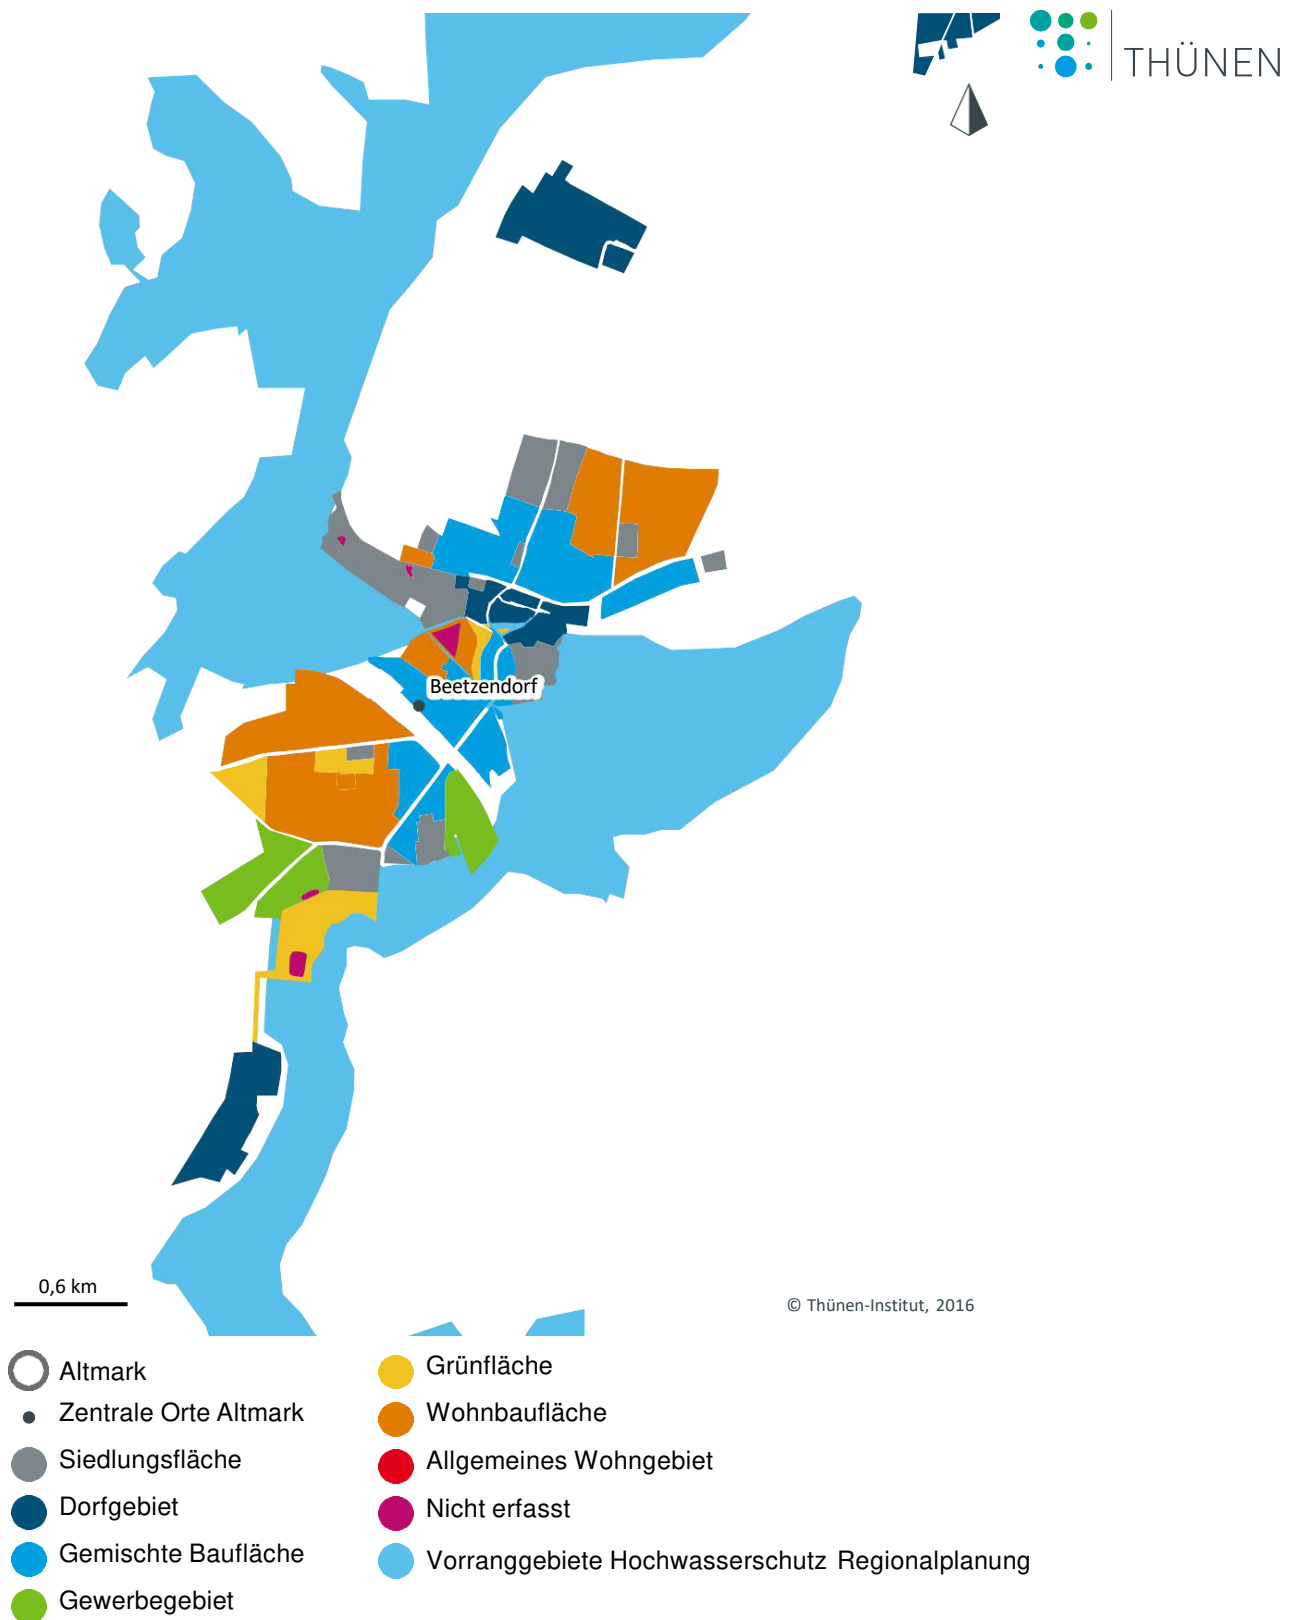 THÜNEN
Beetzendorf
0,6 km
© Thünen-Institut, 2016
Altmark
Zentrale Orte Altmark
Siedlungsfläche
Dorfgebiet
Gemischte Baufläche
Gewerbegebiet
Grünfläche
Wohnbaufläche
Allgemeines Wohngebiet
Nicht erfasst
Vorranggebiete Hochwasserschutz Regionalplanung